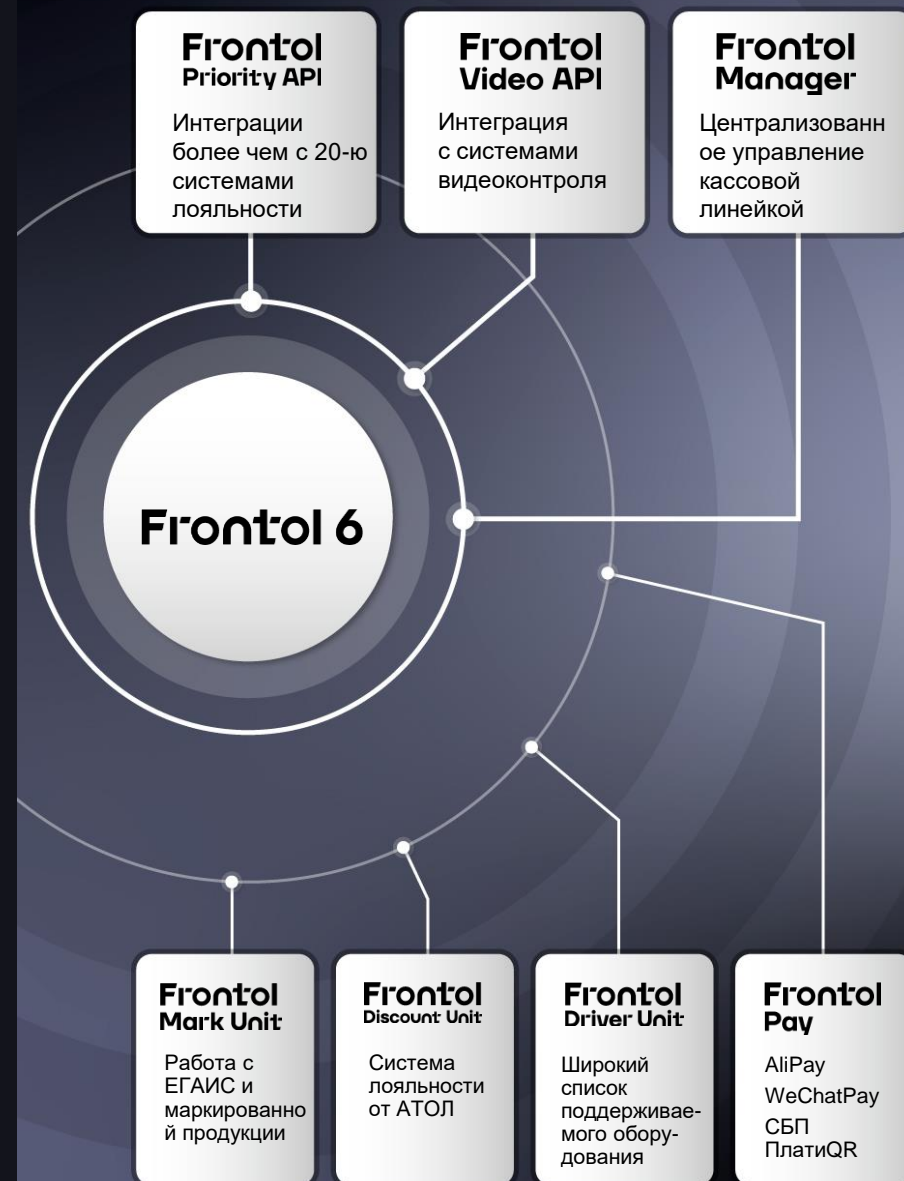 Frontol
Priority API
Интеграции
более чем с 20-ю
системами
лояльности
Frontol
Video API
Интеграция
с системами
видеоконтроля
Frontol
Manager
Централизованн
ое управление
кассовой
линейкой
Frontol 6
Frontol
Mark Unit
Работа с
ЕГАИС и
маркированно
й продукции
Frontol
Discount Unit
Система
лояльности
от АТОЛ
Frontol
Driver Unit
Широкий
список
поддерживае-
мого обору-
дования
Frontol
Pay
AliPay
WeChatPay
СБП
ПлатиQR